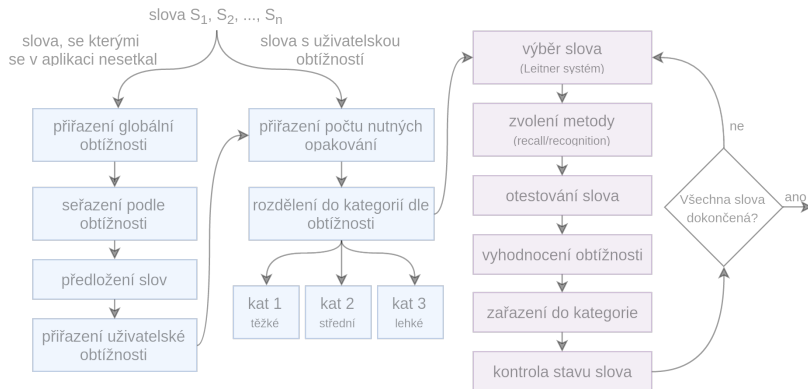 slova S1, S2, ..., Sn
slova, se kterými
se v aplikaci nesetkal
slova s uživatelskou
obtížností
přiřazení globální
obtížnosti
seřazení podle
obtížnosti
předložení slov
přiřazení uživatelské
obtížnosti
přiřazení počtu nutných
opakování
rozdělení do kategorií dle
obtížnosti
kat 1
těžké
kat 2
střední
kat 3
lehké
výběr slova
(Leitner systém)
zvolení metody
(recall/recognition)
otestování slova
vyhodnocení obtížnosti
zařazení do kategorie
kontrola stavu slova
ne
Všechna slova
dokončená?
ano